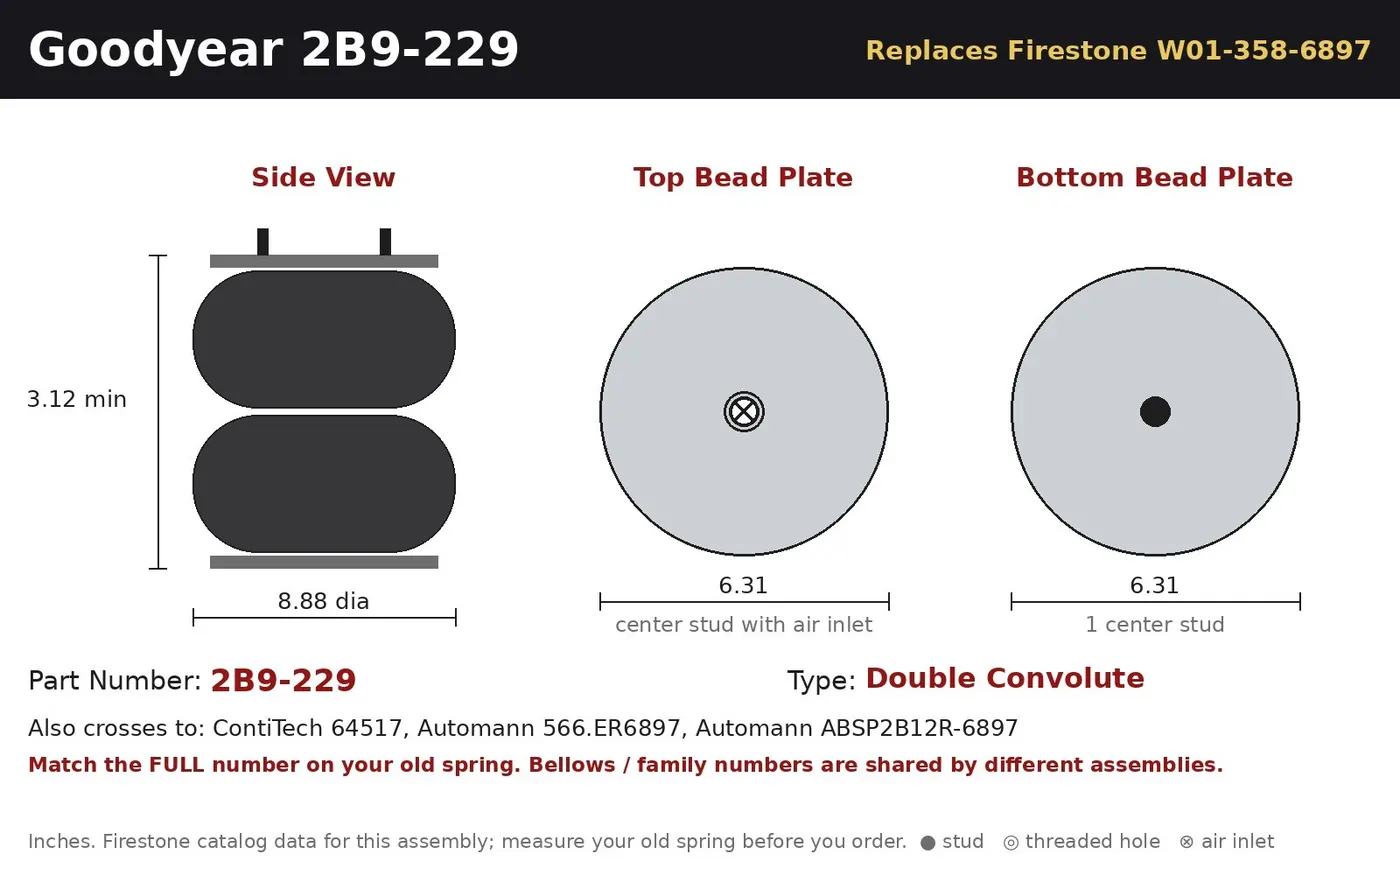 Goodyear 2B9-229
Replaces Firestone W01-358-6897
Side View
Top Bead Plate
Bottom Bead Plate
3.12 min
8.88 dia
6.31
6.31
center stud with air inlet
1 center stud
Part Number: 2B9-229
Type: Double Convolute
Also crosses to: ContiTech 64517, Automann 566.ER6897, Automann ABSP2B12R-6897
Match the FULL number on your old spring. Bellows / family numbers are shared by different assemblies.
Inches. Firestone catalog data for this assembly; measure your old spring before you order. ● stud ◎ threaded hole ⊗ air inlet